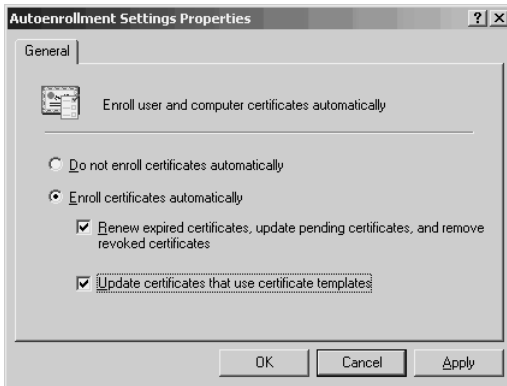 Autoenrollment Settings Properties
General
Enroll user and computer certificates automatically
Do not enroll certificates automatically
Enroll certificates automatically
Renew expired certificates, update pending certificates, and remove
revoked certificates
Update certificates that use certificate templates
OK Cancel Apply